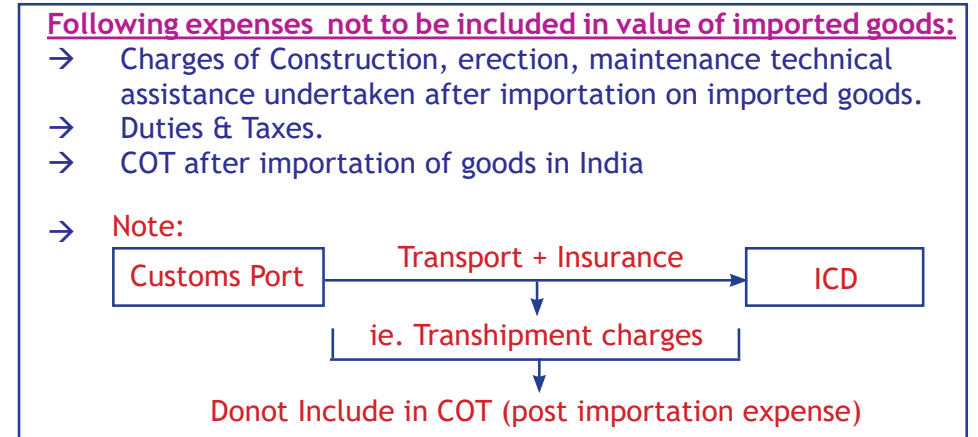 Following expenses not to be included in value of imported goods:
→ Charges of Construction, erection, maintenance technical
assistance undertaken after importation on imported goods.
→ Duties & Taxes.
→ COT after importation of goods in India
→ Note:
Customs Port Transport + Insurance ICD
ie. Transhipment charges
Donot Include in COT (post importation expense)